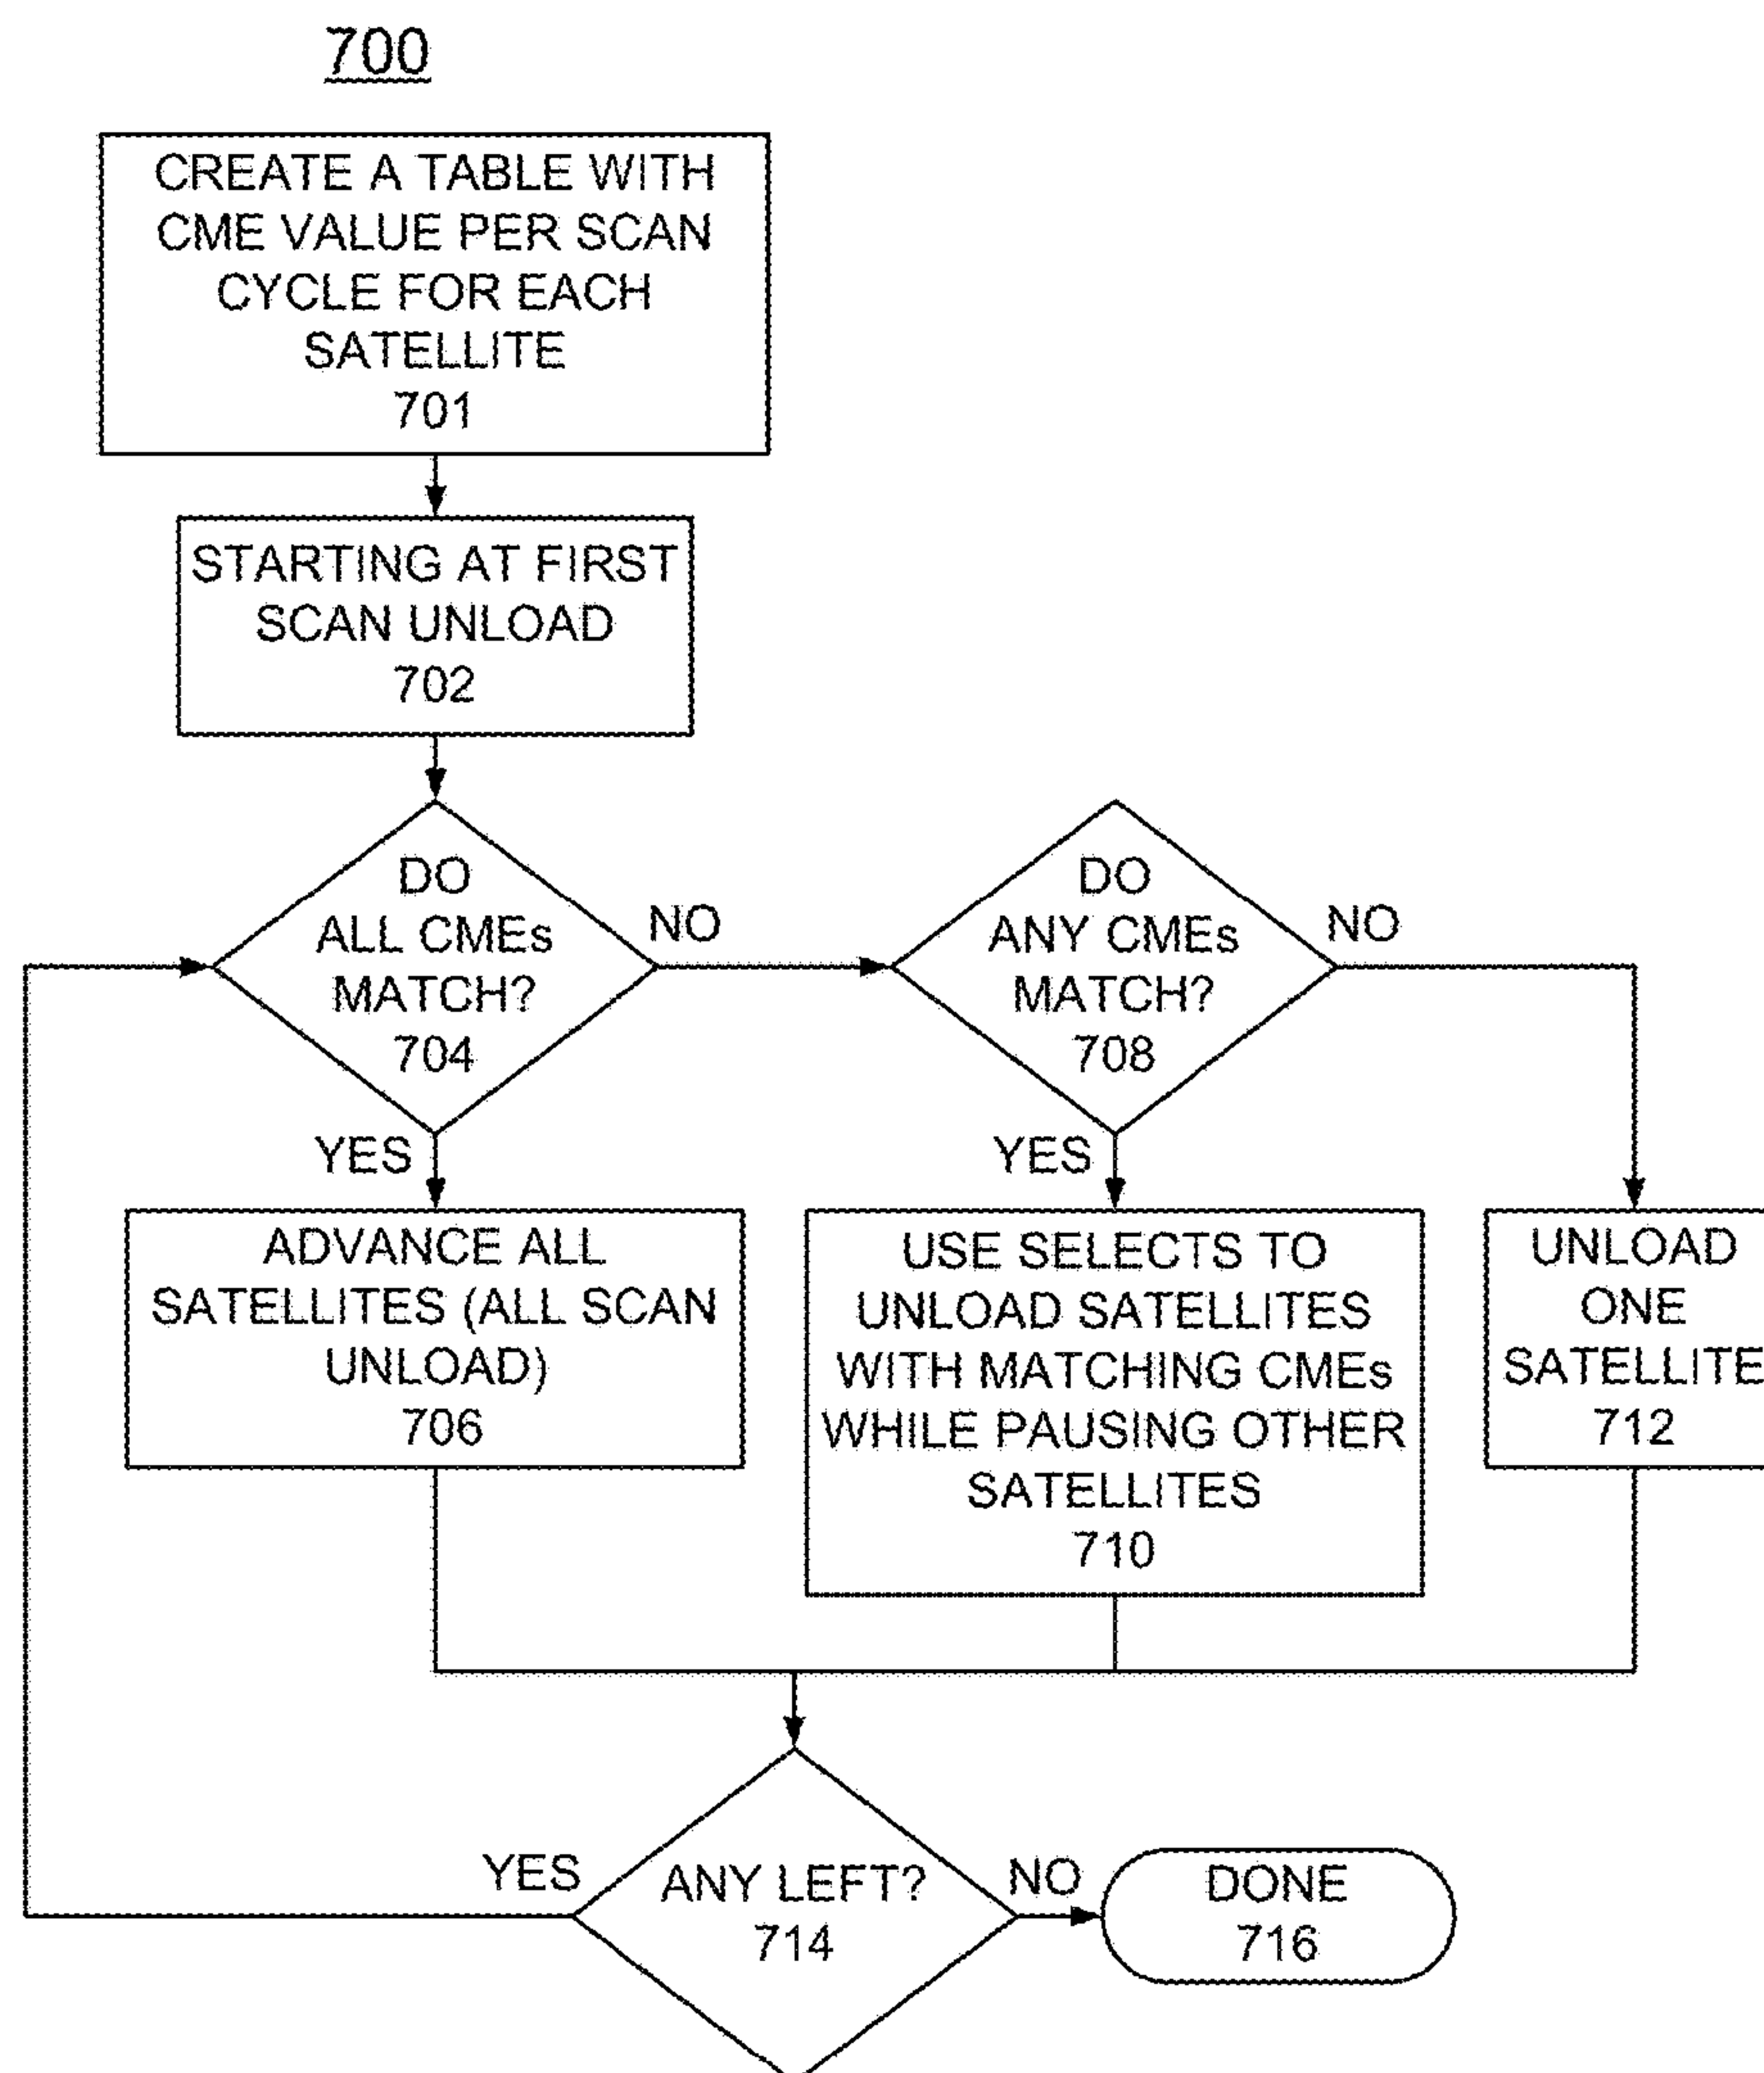 700
CREATE A TABLE WITH
CME VALUE PER SCAN
CYCLE FOR EACH
SATELLITE
701
STARTING AT FIRST
SCAN UNLOAD
702
DO
ALL CMEs
MATCH?
704
NO
DO
ANY CMEs
MATCH?
708
NO
YES
YES
ADVANCE ALL
SATELLITES (ALL SCAN
UNLOAD)
706
USE SELECTS TO
UNLOAD SATELLITES
WITH MATCHING CMEs
WHILE PAUSING OTHER
SATELLITES
710
UNLOAD
ONE
SATELLITE
712
YES
ANY LEFT?
714
NO
DONE
716